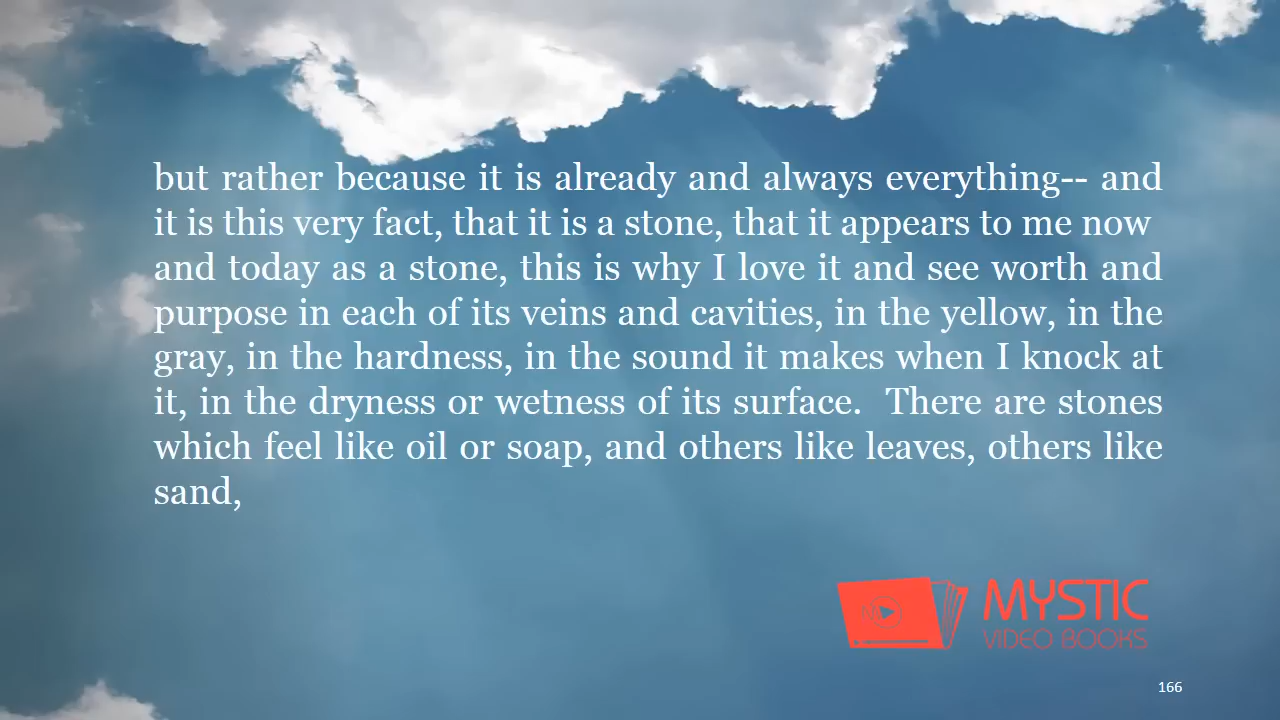 but rather because it is already and always everything-- and
it is this very fact, that it is a stone, that it appears to me now
and today as a stone, this is why I love it and see worth and
purpose in each of its veins and cavities, in the yellow, in the
gray, in the hardness, in the sound it makes when I knock at
it, in the dryness or wetness of its surface.  There are stones
which feel like oil or soap, and others like leaves, others like
sand,
MYSTIC
VIDEO BOOKS
166